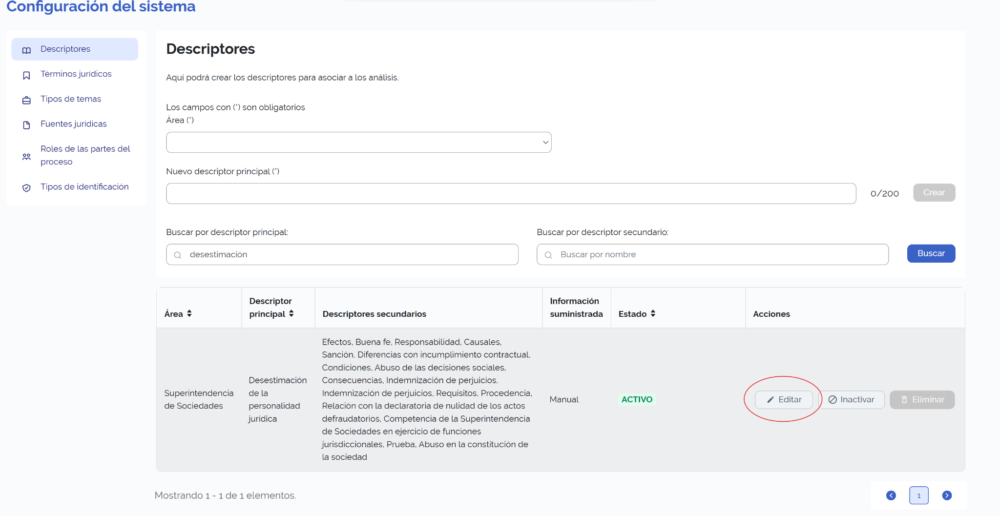 Configuración del sistema
Descriptores
Términos jurídicos
Tipos de temas
Fuentes jurídicas
Roles de las partes del
proceso
Tipos de identificación
Descriptores
Aquí podrá crear los descriptores para asociar a los análisis.
Los campos con (*) son obligatorios
Área (*)
Nuevo descriptor principal (*)
0/200
Crear
Buscar por descriptor principal:
Buscar por descriptor secundario:
desestimación
Buscar por nombre
Buscar
Área
Descriptor
principal
Descriptores secundarios
Información
suministrada
Estado
Acciones
Superintendencia
de Sociedades
Desestimación
de la
personalidad
jurídica
Efectos, Buena fe, Responsabilidad, Causales,
Sanción, Diferencias con incumplimiento contractual,
Condiciones, Abuso de las decisiones sociales,
Consecuencias, Indemnización de perjuicios,
Indemnización de perjuicios, Requisitos, Procedencia,
Relación con la declaratoria de nulidad de los actos
defraudatorios, Competencia de la Superintendencia
de Sociedades en ejercicio de funciones
jurisdiccionales, Prueba, Abuso en la constitución de
la sociedad
Manual
ACTIVO
Editar
Inactivar
Eliminar
Mostrando 1 - 1 de 1 elementos.
1